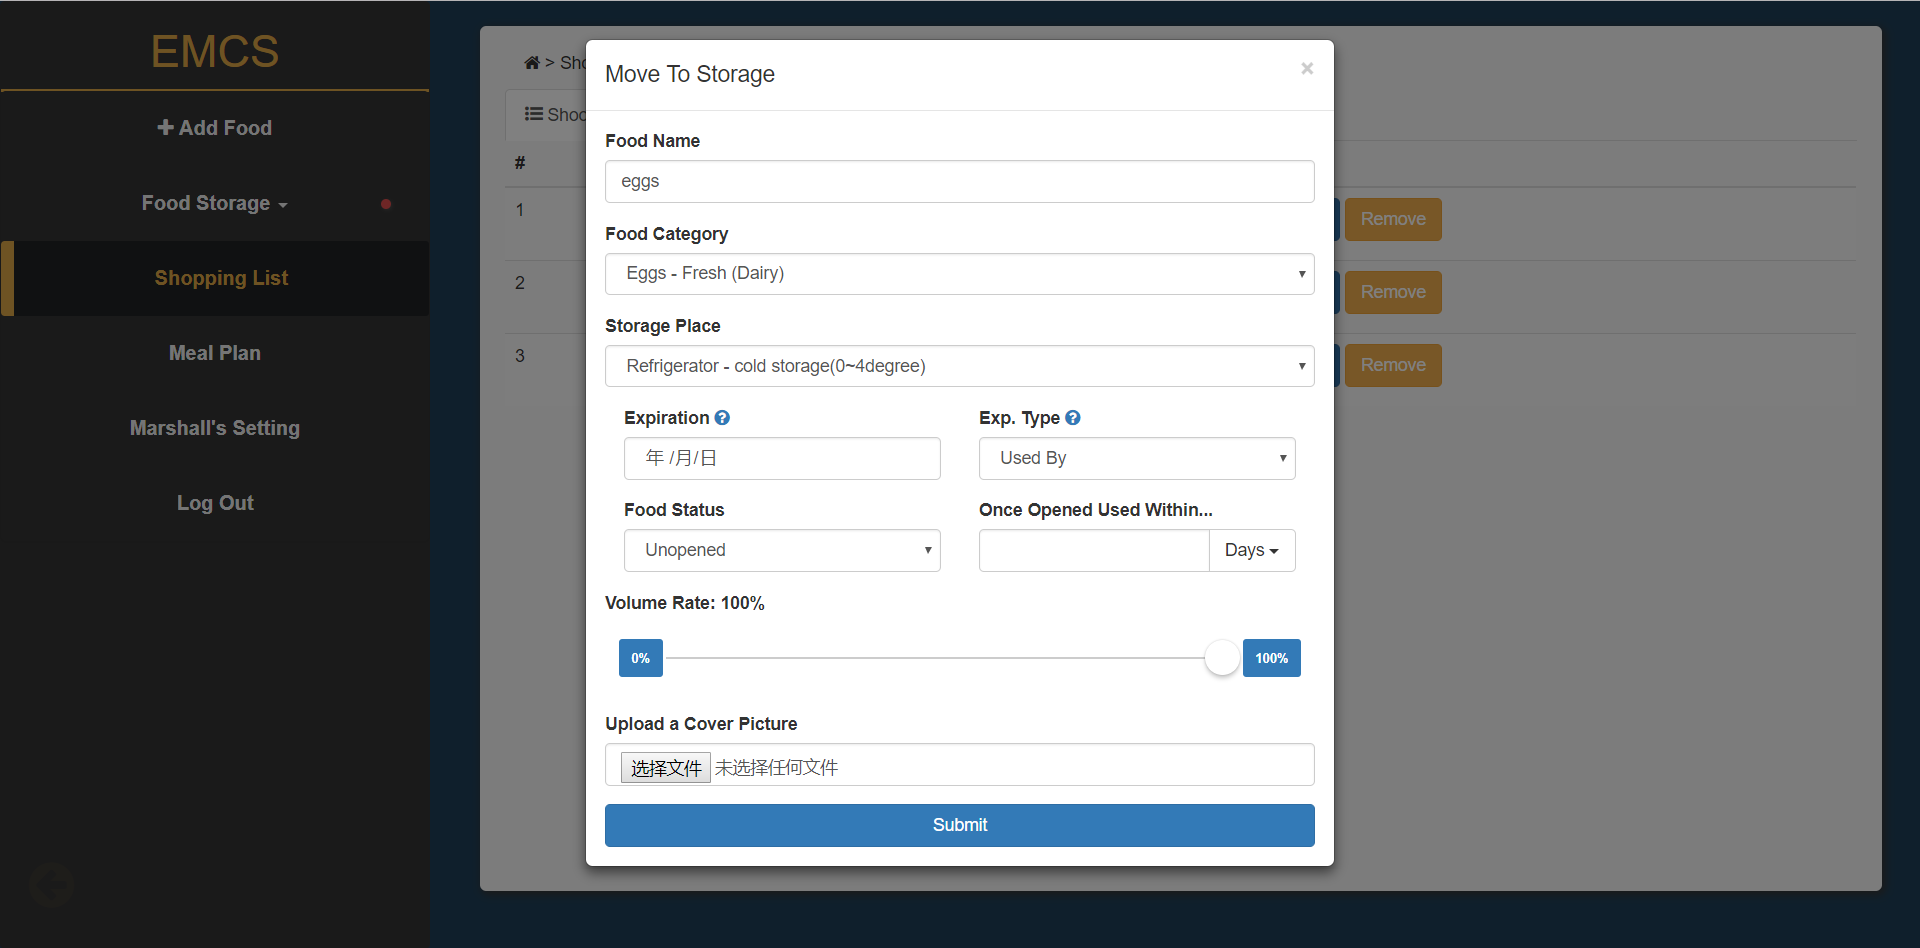 EMCS
Add Food
Food Storage
Shopping List
Meal Plan
Marshall's Setting
Log Out
>
#
1
Remove
2
Remove
3
Remove
Move To Storage
×
Food Name
eggs
Food Category
Eggs - Fresh (Dairy)
Storage Place
Refrigerator - cold storage(0~4degree)
Expiration ?
Exp. Type ?
年 /月/日
Used By
Food Status
Once Opened Used Within...
Unopened
Days
Volume Rate: 100%
0%
100%
Upload a Cover Picture
选择文件 未选择任何文件
Submit